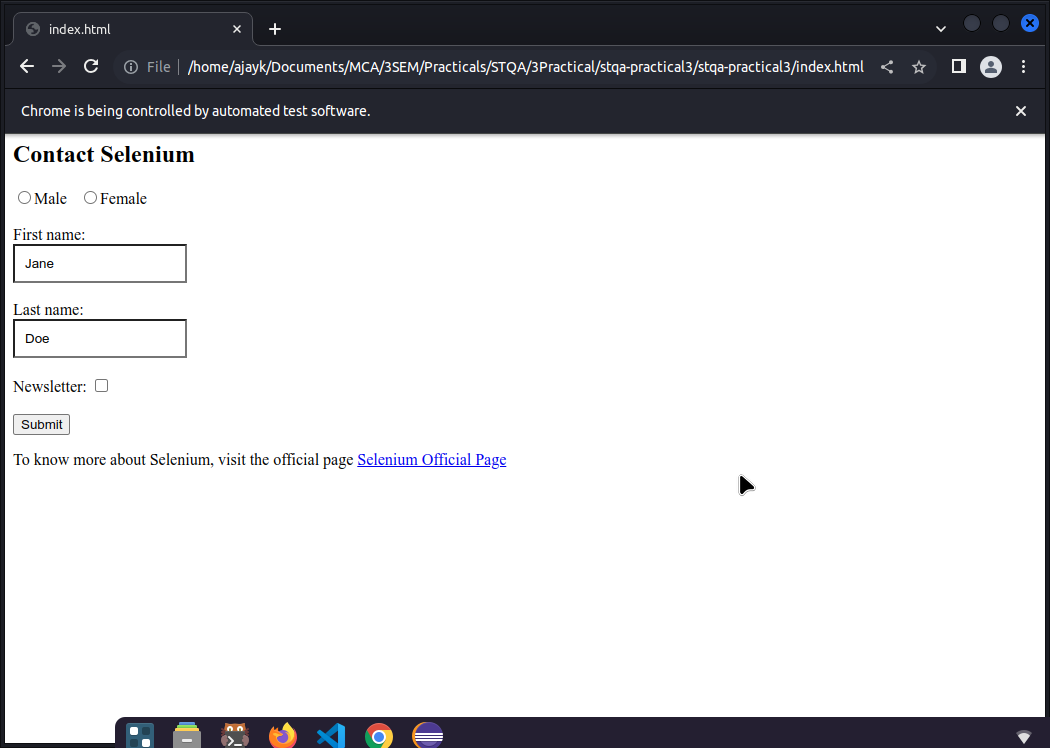 index.html
File /home/ajayk/Documents/MCA/3SEM/Practicals/STQA/3Practical/stqa-practical3/stqa-practical3/index.html
Chrome is being controlled by automated test software.
Contact Selenium
Male Female
First name:
Jane
Last name:
Doe
Newsletter:
Submit
To know more about Selenium, visit the official page Selenium Official Page